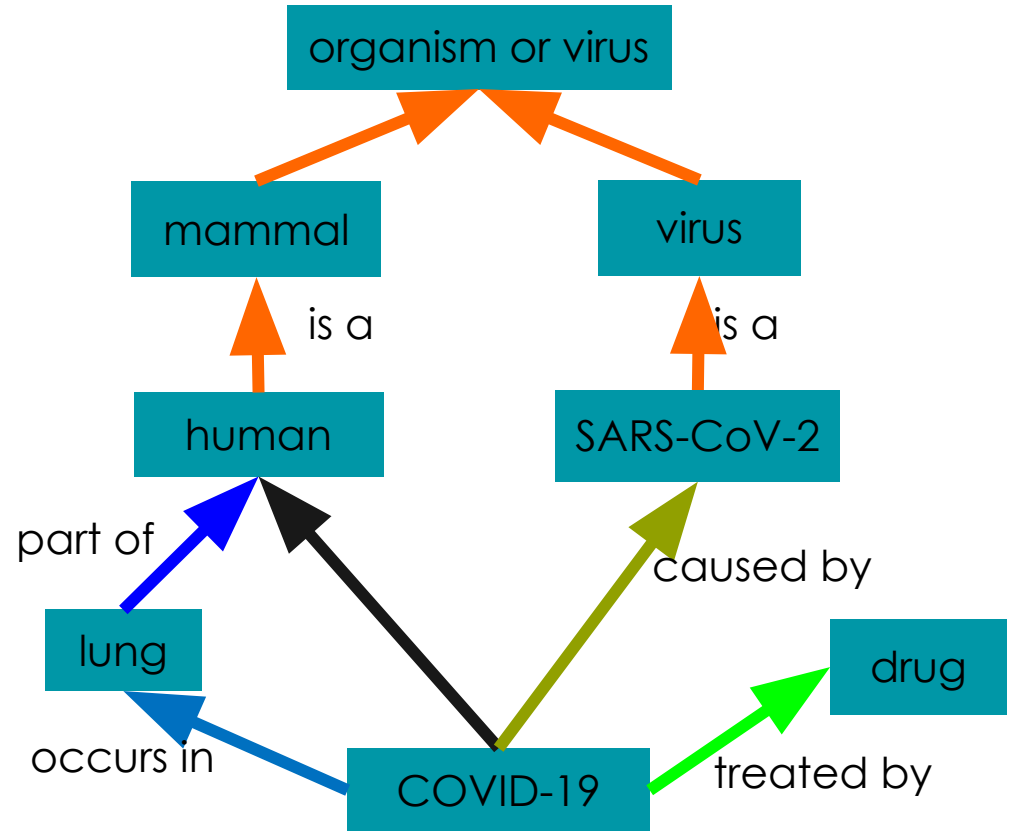 organism or virus
mammal
virus
is a
is a
human
SARS-CoV-2
part of
caused by
lung
drug
occurs in
COVID-19
treated by